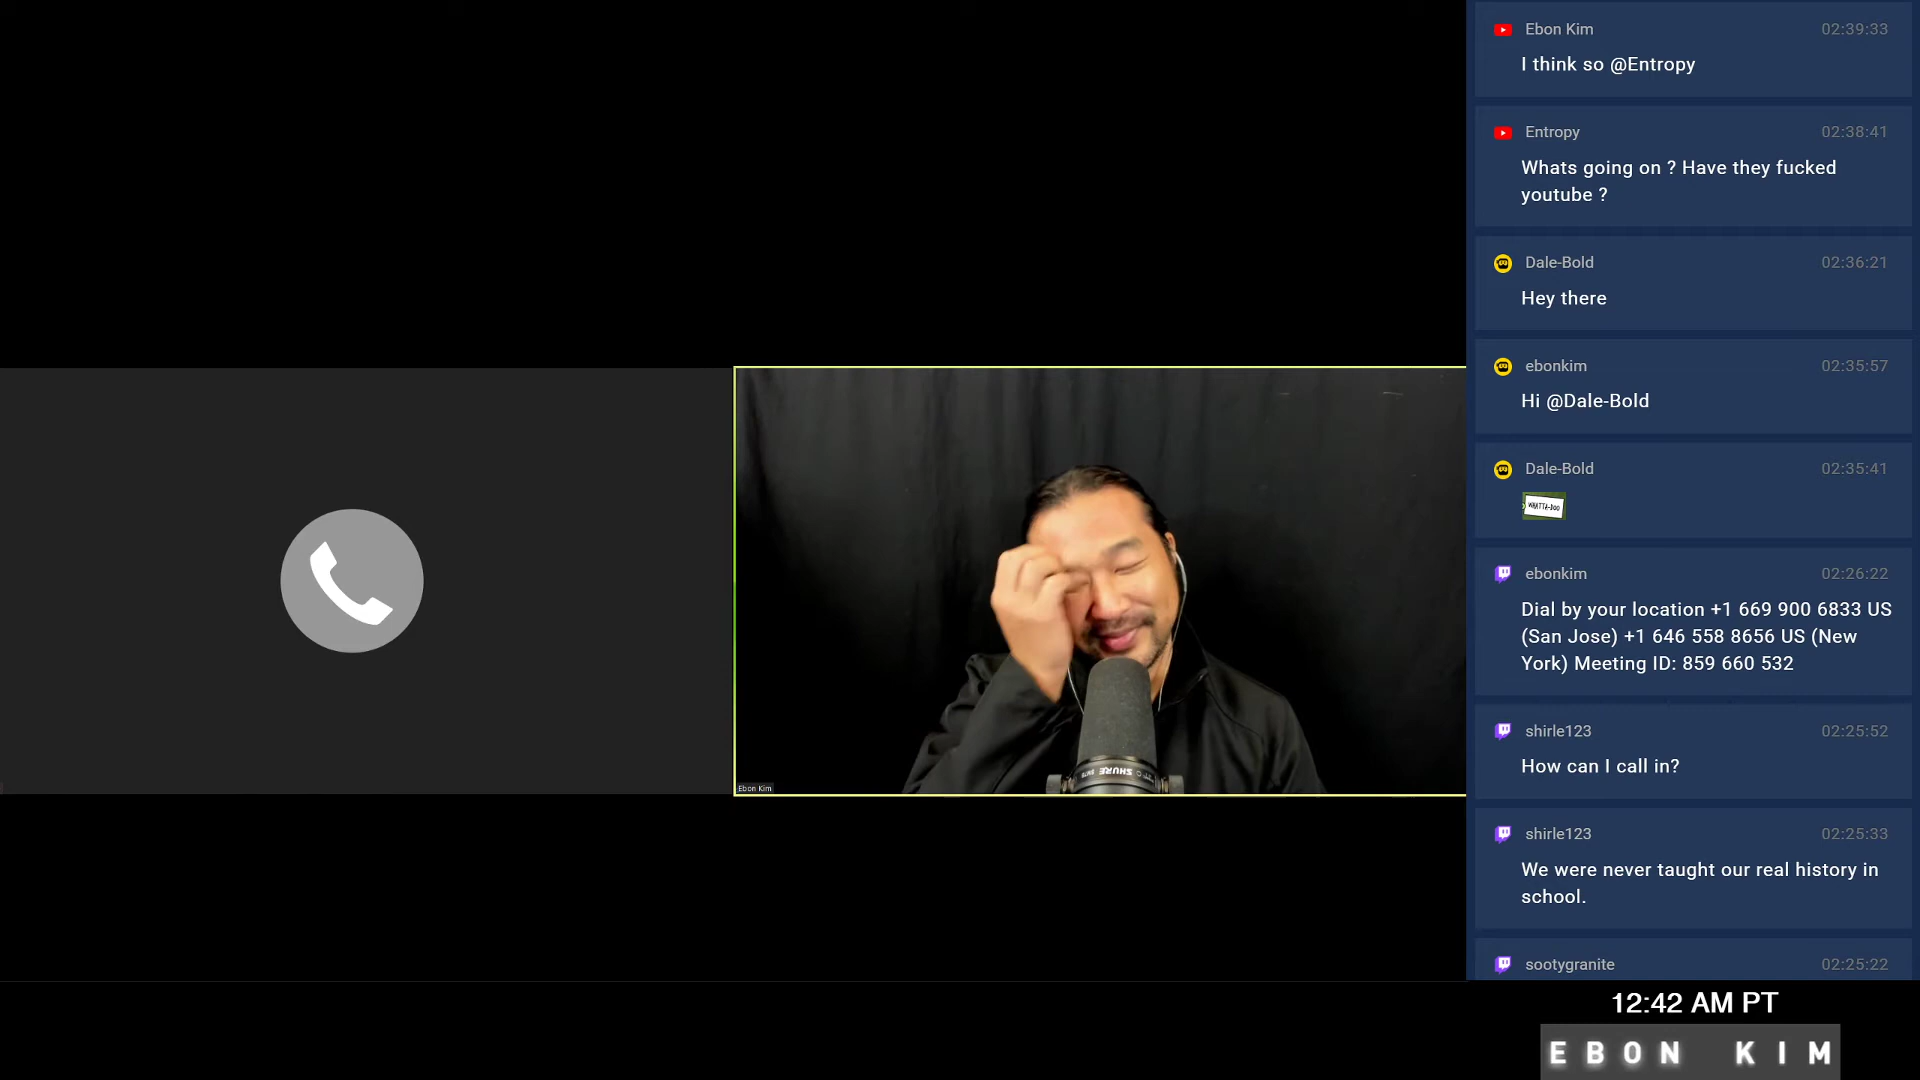 Ebon Kim
02:39:33
I think so @Entropy
Entropy
02:38:41
Whats going on ? Have they fucked
youtube ?
Dale-Bold
02:36:21
Hey there
ebonkim
02:35:57
Hi @Dale-Bold
Dale-Bold
02:35:41
WHATTA-DOO
ebonkim
02:26:22
Dial by your location +1 669 900 6833 US
(San Jose) +1 646 558 8656 US (New
York) Meeting ID: 859 660 532
shirle123
02:25:52
How can I call in?
shirle123
02:25:33
We were never taught our real history in
school.
sootygranite
02:25:22
Ebon Kim
SHURE
12:42 AM PT
EBON KIM